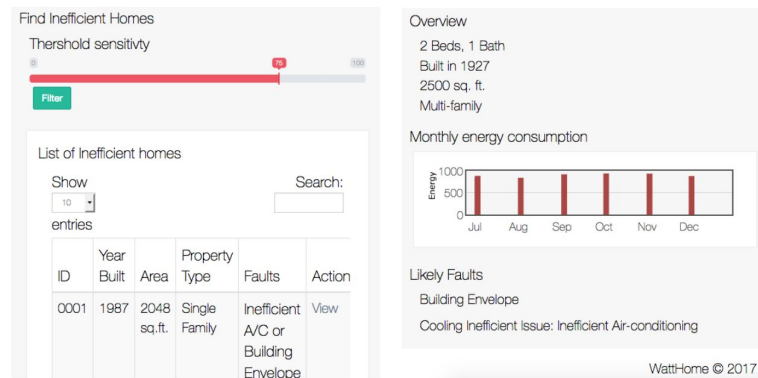 Find Inefficient Homes
Thershold sensitivty
0 75 100
Filter
List of Inefficient homes
Show
Search:
10
entries
ID Year Built Area Property Type Faults Action
0001 1987 2048 sq.ft. Single Family Inefficient A/C or Building Envelope View
Overview
2 Beds, 1 Bath
Built in 1927
2500 sq. ft.
Multi-family
Monthly energy consumption
Energy
1000
500
0
Jul Aug Sep Oct Nov Dec
Likely Faults
Building Envelope
Cooling Inefficient Issue: Inefficient Air-conditioning
WattHome © 2017